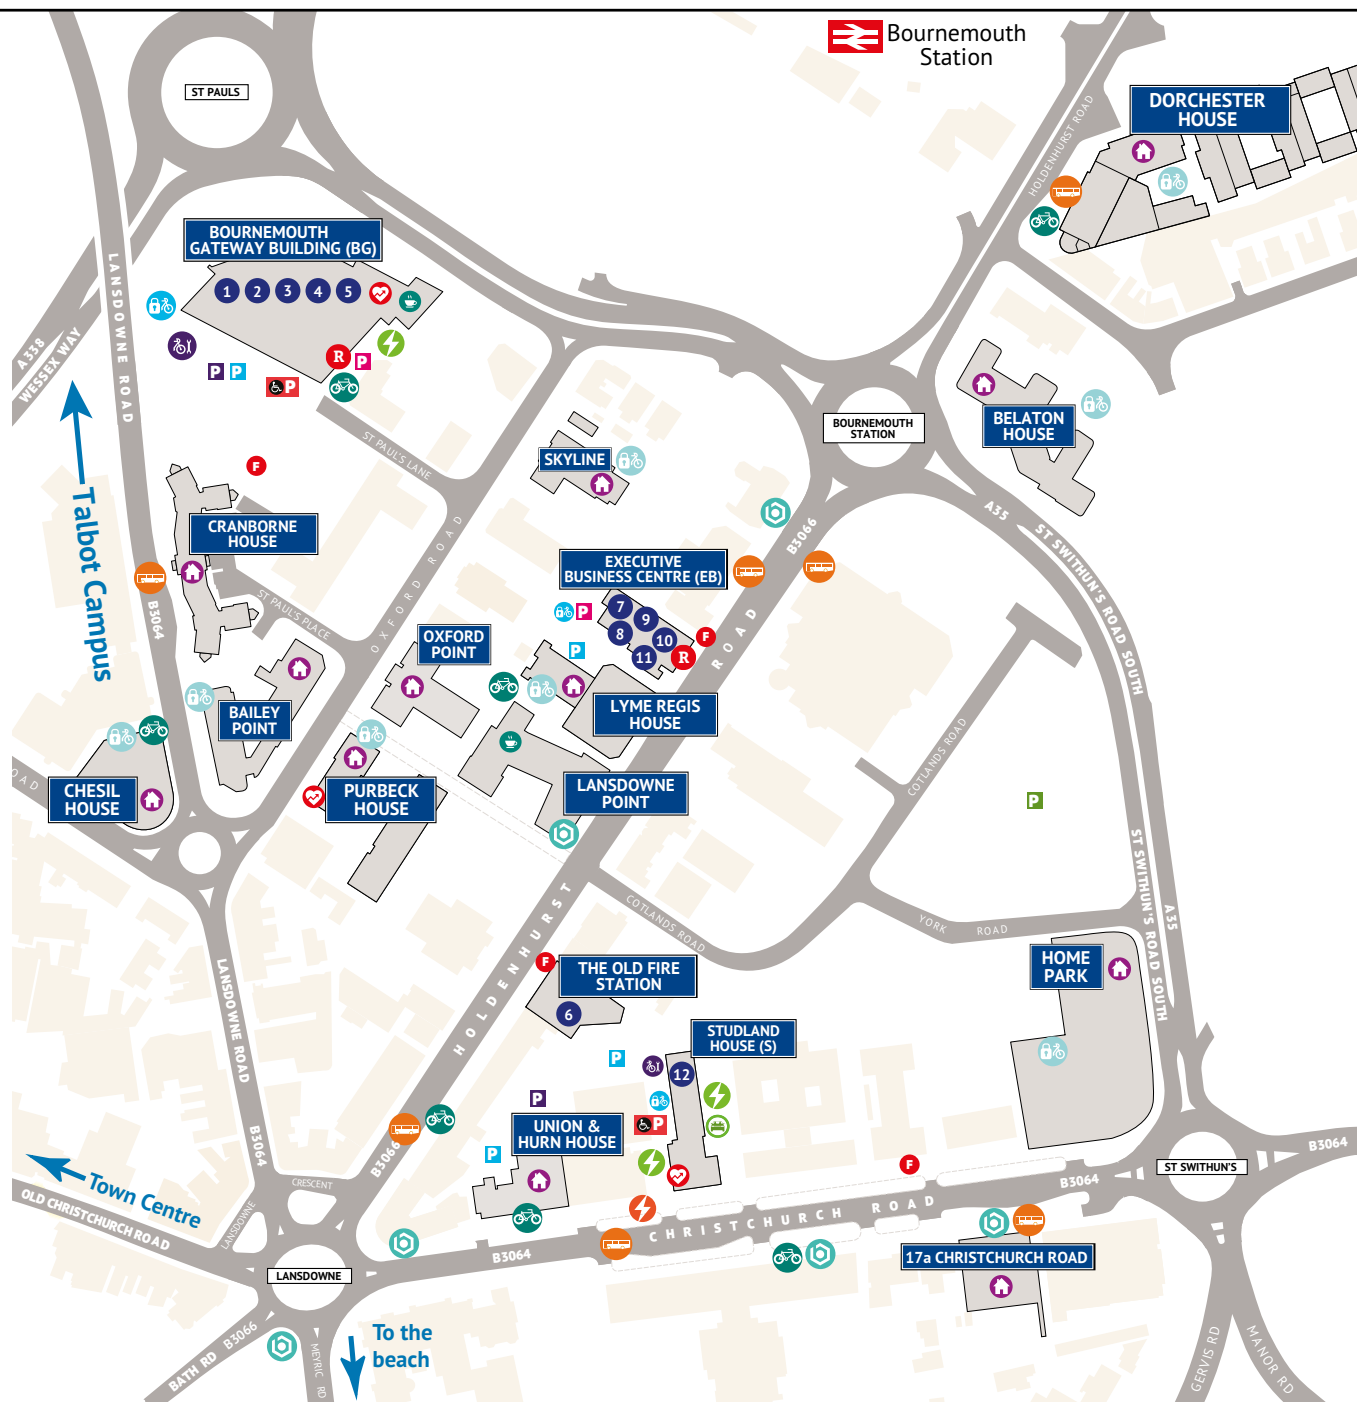 Bournemouth
Station
ST PAULS
DORCHESTER
HOUSE
HOLDENHURST ROAD
BOURNEMOUTH
GATEWAY BUILDING (BG)
1
2
3
4
5
R
P
P
P
P
LANSDOWNE ROAD
A338
WESSEX WAY
ST PAUL'S LANE
BOURNEMOUTH
STATION
BELATON
HOUSE
SKYLINE
F
Talbot Campus
CRANBORNE
HOUSE
A35
ST SWITHUN'S ROAD SOUTH
B3066
EXECUTIVE
BUSINESS CENTRE (EB)
7
9
8
10
11
R
F
P
P
B3064
ST PAUL'S PLACE
OXFORD ROAD
OXFORD
POINT
LYME REGIS
HOUSE
BAILEY
POINT
CHESIL
HOUSE
OAD
PURBECK
HOUSE
LANSDOWNE
POINT
COTLANDS ROAD
P
ST SWITHUN'S ROAD SOUTH
A35
HOLDENHURST ROAD
COTLANDS ROAD
YORK ROAD
LANSDOWNE ROAD
F
THE OLD FIRE
STATION
6
HOME
PARK
STUDLAND
HOUSE (S)
12
P
P
P
P
UNION &
HURN HOUSE
B3064
B3066
CRESCENT
LANSDOWNE
Town Centre
OLD CHRISTCHURCH ROAD
F
ST SWITHUN'S
B3064
B3064
CHRISTCHURCH ROAD
B3064
17a CHRISTCHURCH ROAD
LANSDOWNE
To the
beach
B3066
BATH RD
MEYRIC RD
GERVIS RD
MANOR RD